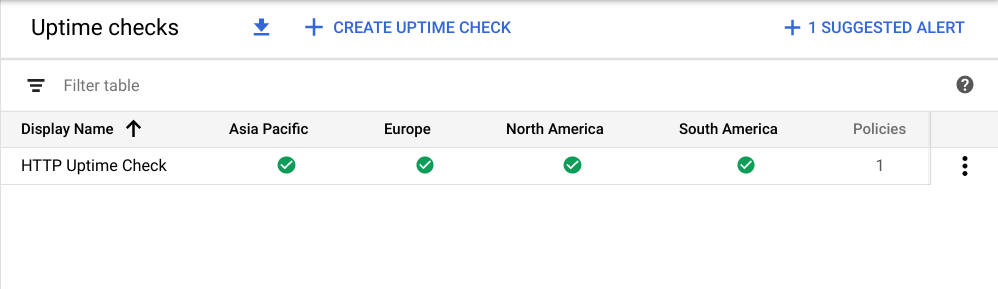 Uptime checks CREATE UPTIME CHECK 1 SUGGESTED ALERT
Filter table
Display Name Asia Pacific Europe North America South America Policies
HTTP Uptime Check 1